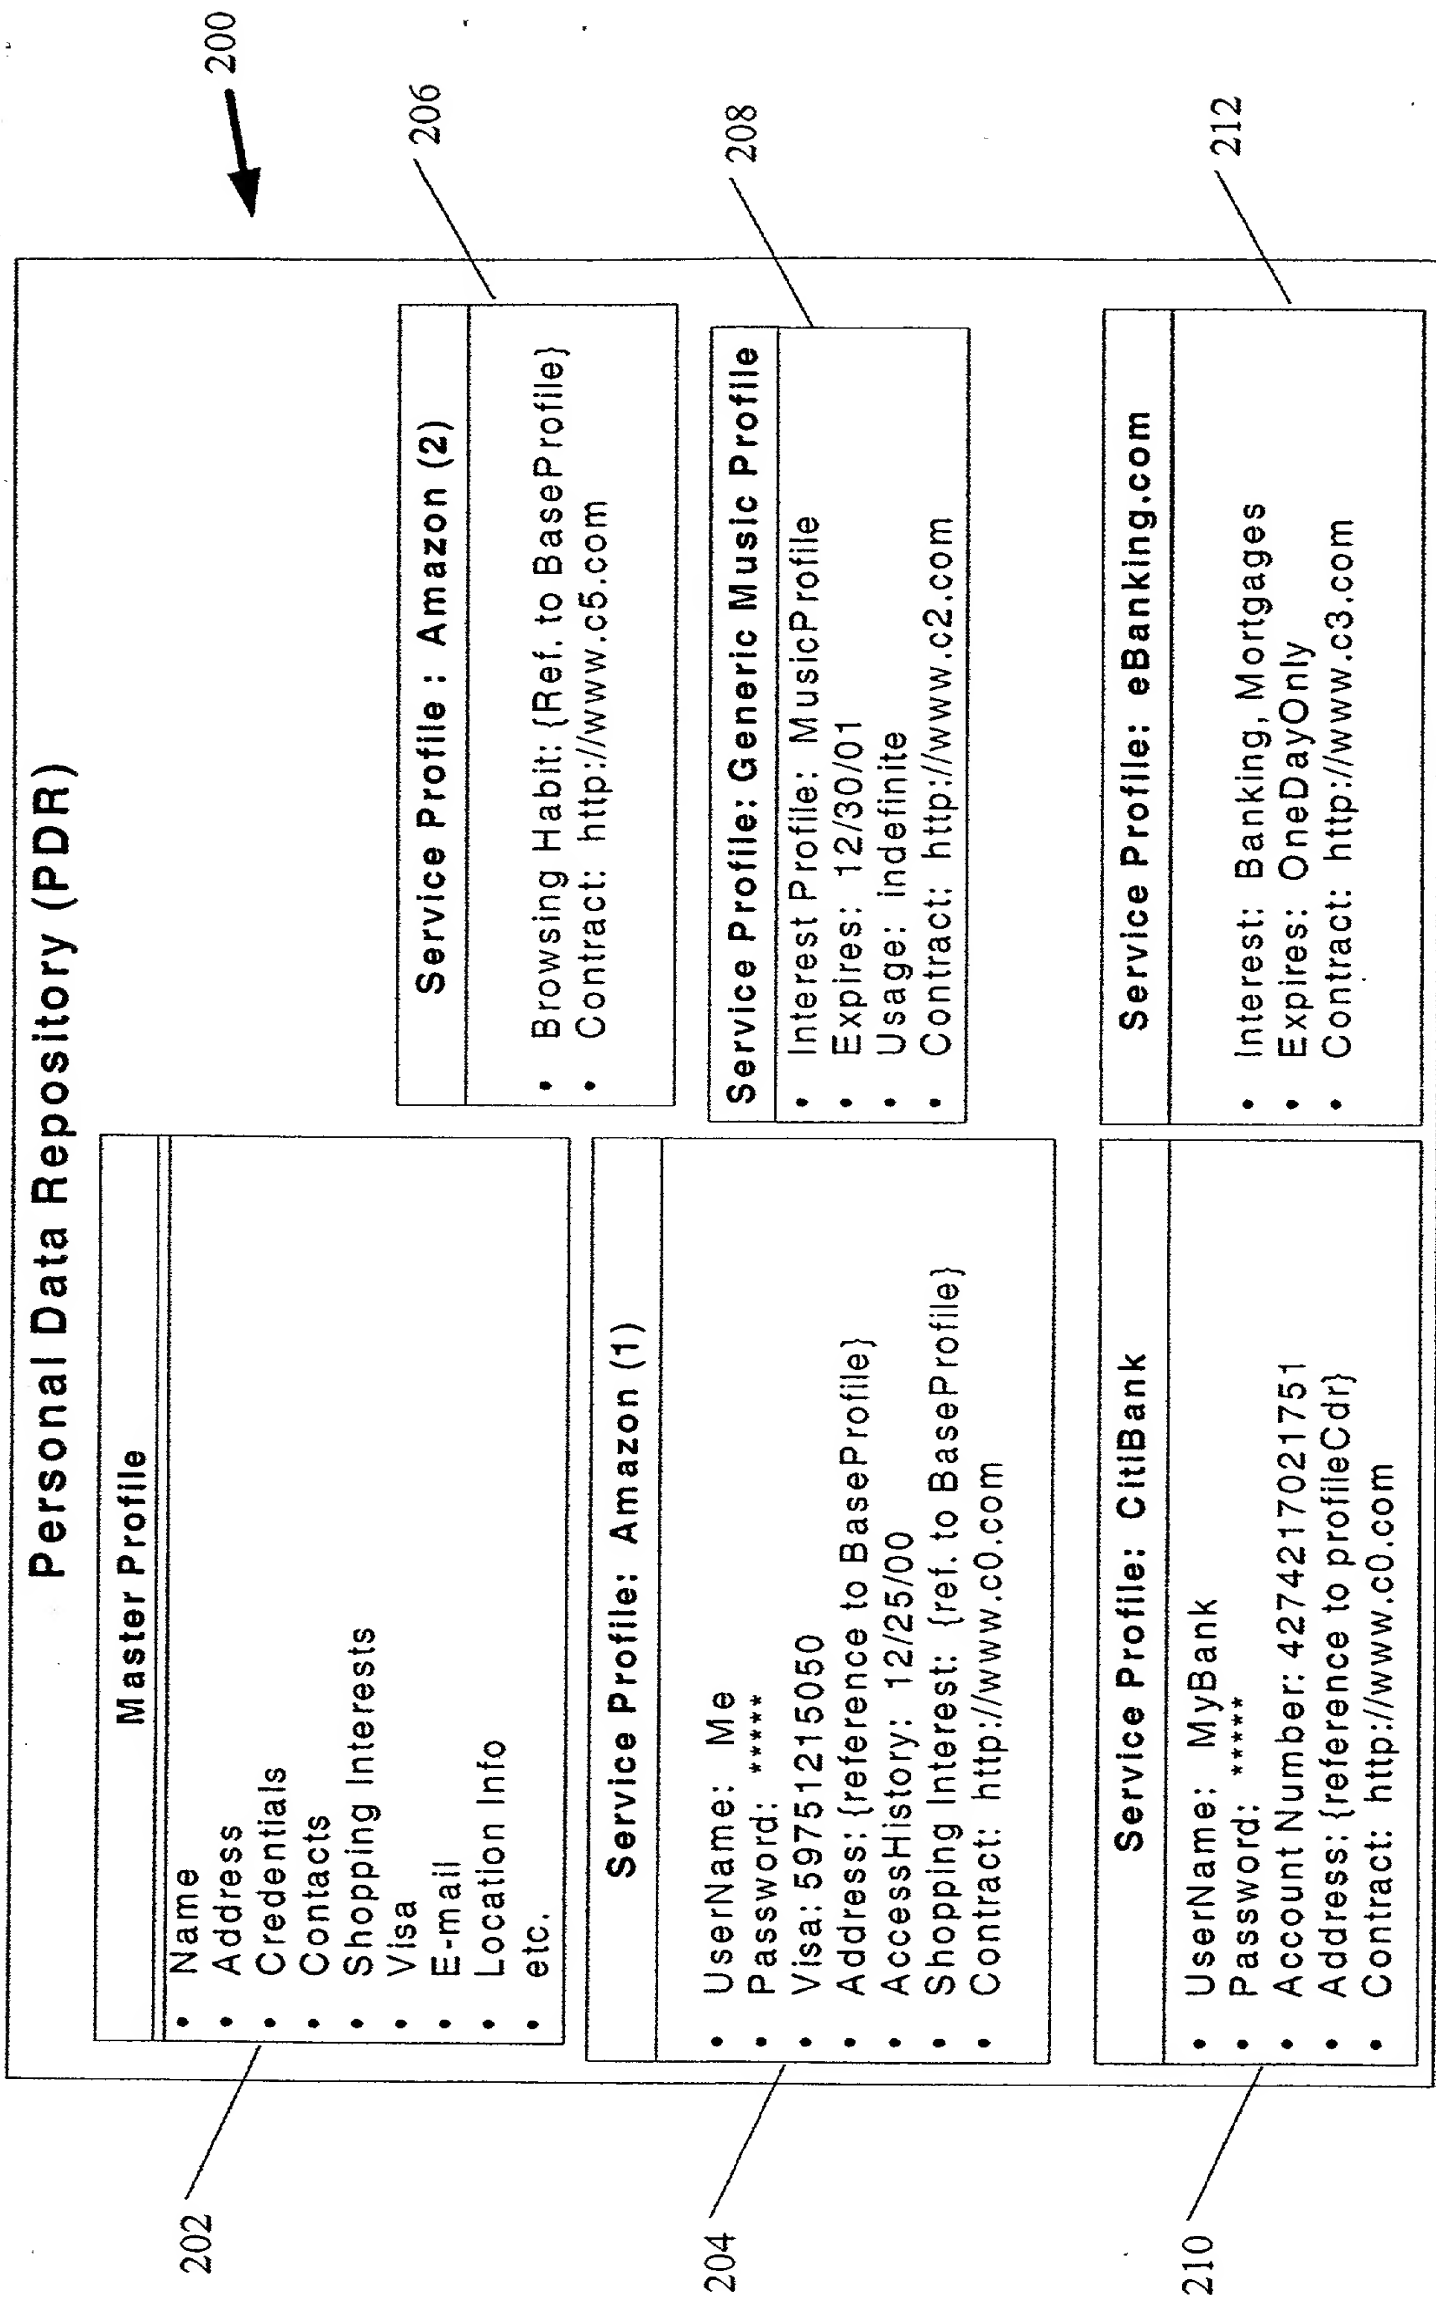 Personal Data Repository (PDR)
200
Master Profile
• Name
• Address
• Credentials
• Contacts
• Shopping Interests
• Visa
• E-mail
• Location Info
• etc.
202
Service Profile : Amazon (2)
• Browsing Habit: {Ref. to BaseProfile}
• Contract: http://www.c5.com
206
Service Profile: Amazon (1)
• UserName: Me
• Password: *****
• Visa: 5975121 5050
• Address: {reference to BaseProfile}
• AccessHistory: 12/25/00
• Shopping Interest: {ref. to BaseProfile}
• Contract: http://www.c0.com
204
Service Profile: Generic Music Profile
• Interest Profile: MusicProfile
• Expires: 12/30/01
• Usage: indefinite
• Contract: http://www.c2.com
208
Service Profile: CitiBank
• UserName: MyBank
• Password: *****
• Account Number: 4274217021751
• Address: {reference to profileCdr}
• Contract: http://www.c0.com
210
Service Profile: eBanking.com
• Interest: Banking, Mortgages
• Expires: OneDayOnly
• Contract: http://www.c3.com
212